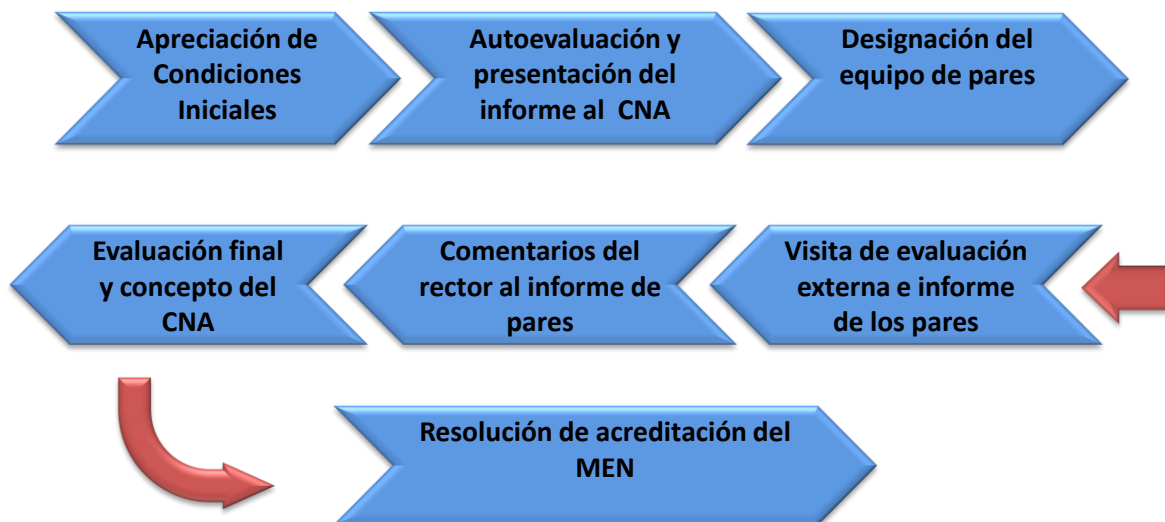 Apreciación de
Condiciones
Iniciales
Autoevaluación y
presentación del
informe al CNA
Designación del
equipo de pares
Evaluación final
y concepto del
CNA
Comentarios del
rector al informe de
pares
Visita de evaluación
externa e informe
de los pares
Resolución de acreditación del
MEN